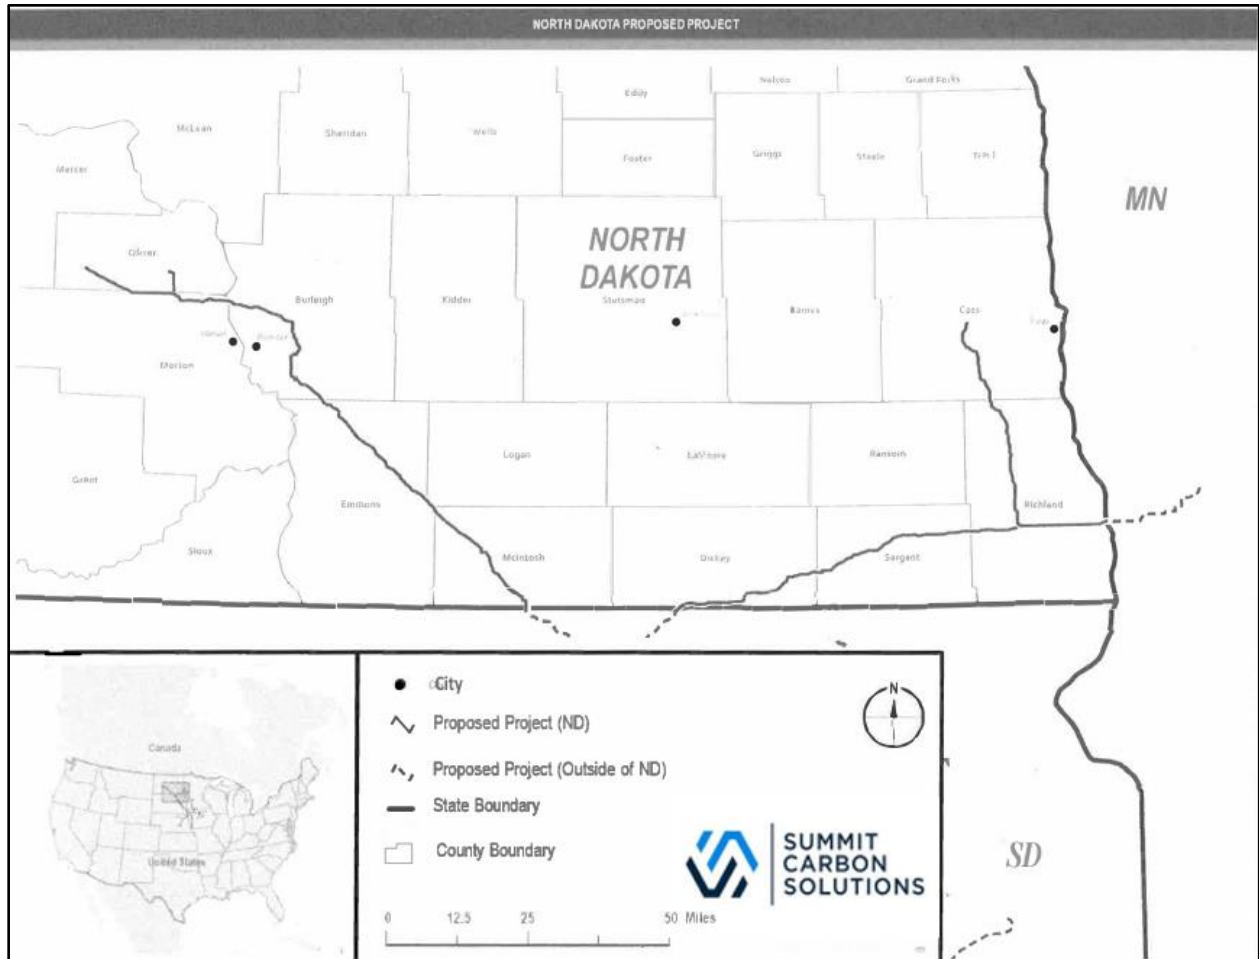 NORTH DAKOTA PROPOSED PROJECT
Nelson
Grand Forks
Eddy
McLean
Sheridan
Wells
Foster
Griggs
Steele
Mercer
MN
NORTH
DAKOTA
Oliver
Burleigh
Kidder
Stutsman
Barnes
Cass
Morton
Logan
LaMoure
Ransom
Grant
Emmons
Richland
Sioux
McIntosh
Dickey
Sargent
City
Proposed Project (ND)
Proposed Project (Outside of ND)
State Boundary
County Boundary
N
Canada
United States
SUMMIT
CARBON
SOLUTIONS
SD
0 12.5 25 50 Miles